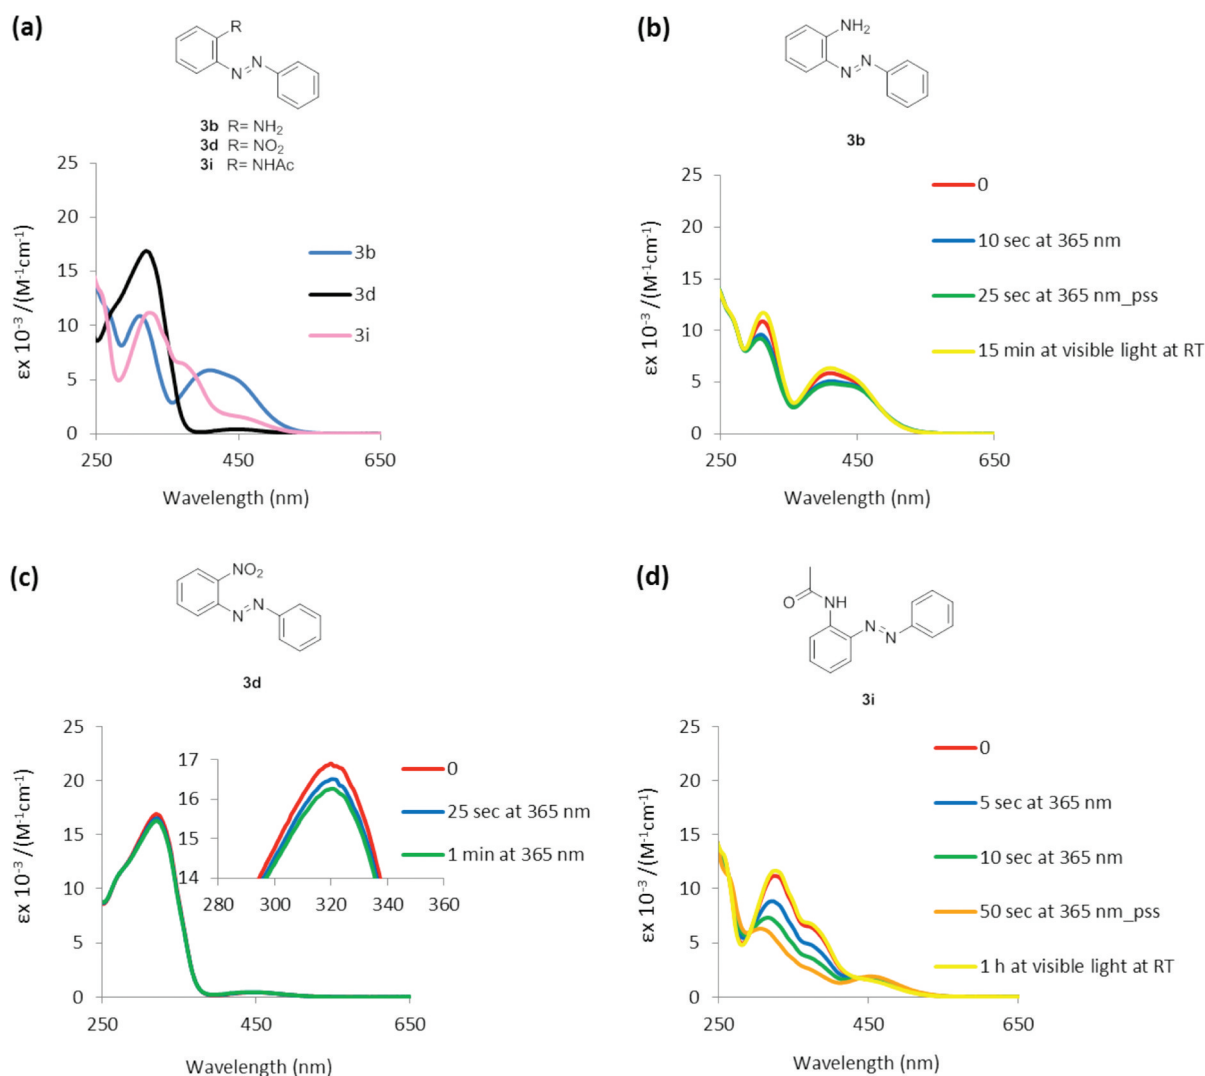 (a)
R
N
N
3b R= NH₂
3d R= NO₂
3i R= NHAc
εx 10⁻³ /(M⁻¹cm⁻¹)
25
20
15
10
5
0
250
450
650
Wavelength (nm)
3b
3d
3i
(b)
NH₂
N
N
3b
εx 10⁻³ /(M⁻¹cm⁻¹)
25
20
15
10
5
0
250
450
650
Wavelength (nm)
0
10 sec at 365 nm
25 sec at 365 nm_pss
15 min at visible light at RT
(c)
NO₂
N
N
3d
εx 10⁻³ /(M⁻¹cm⁻¹)
25
20
15
10
5
0
250
450
650
Wavelength (nm)
17
16
15
14
280
300
320
340
360
0
25 sec at 365 nm
1 min at 365 nm
(d)
O
NH
N
N
3i
εx 10⁻³ /(M⁻¹cm⁻¹)
25
20
15
10
5
0
250
450
650
Wavelength (nm)
0
5 sec at 365 nm
10 sec at 365 nm
50 sec at 365 nm_pss
1 h at visible light at RT